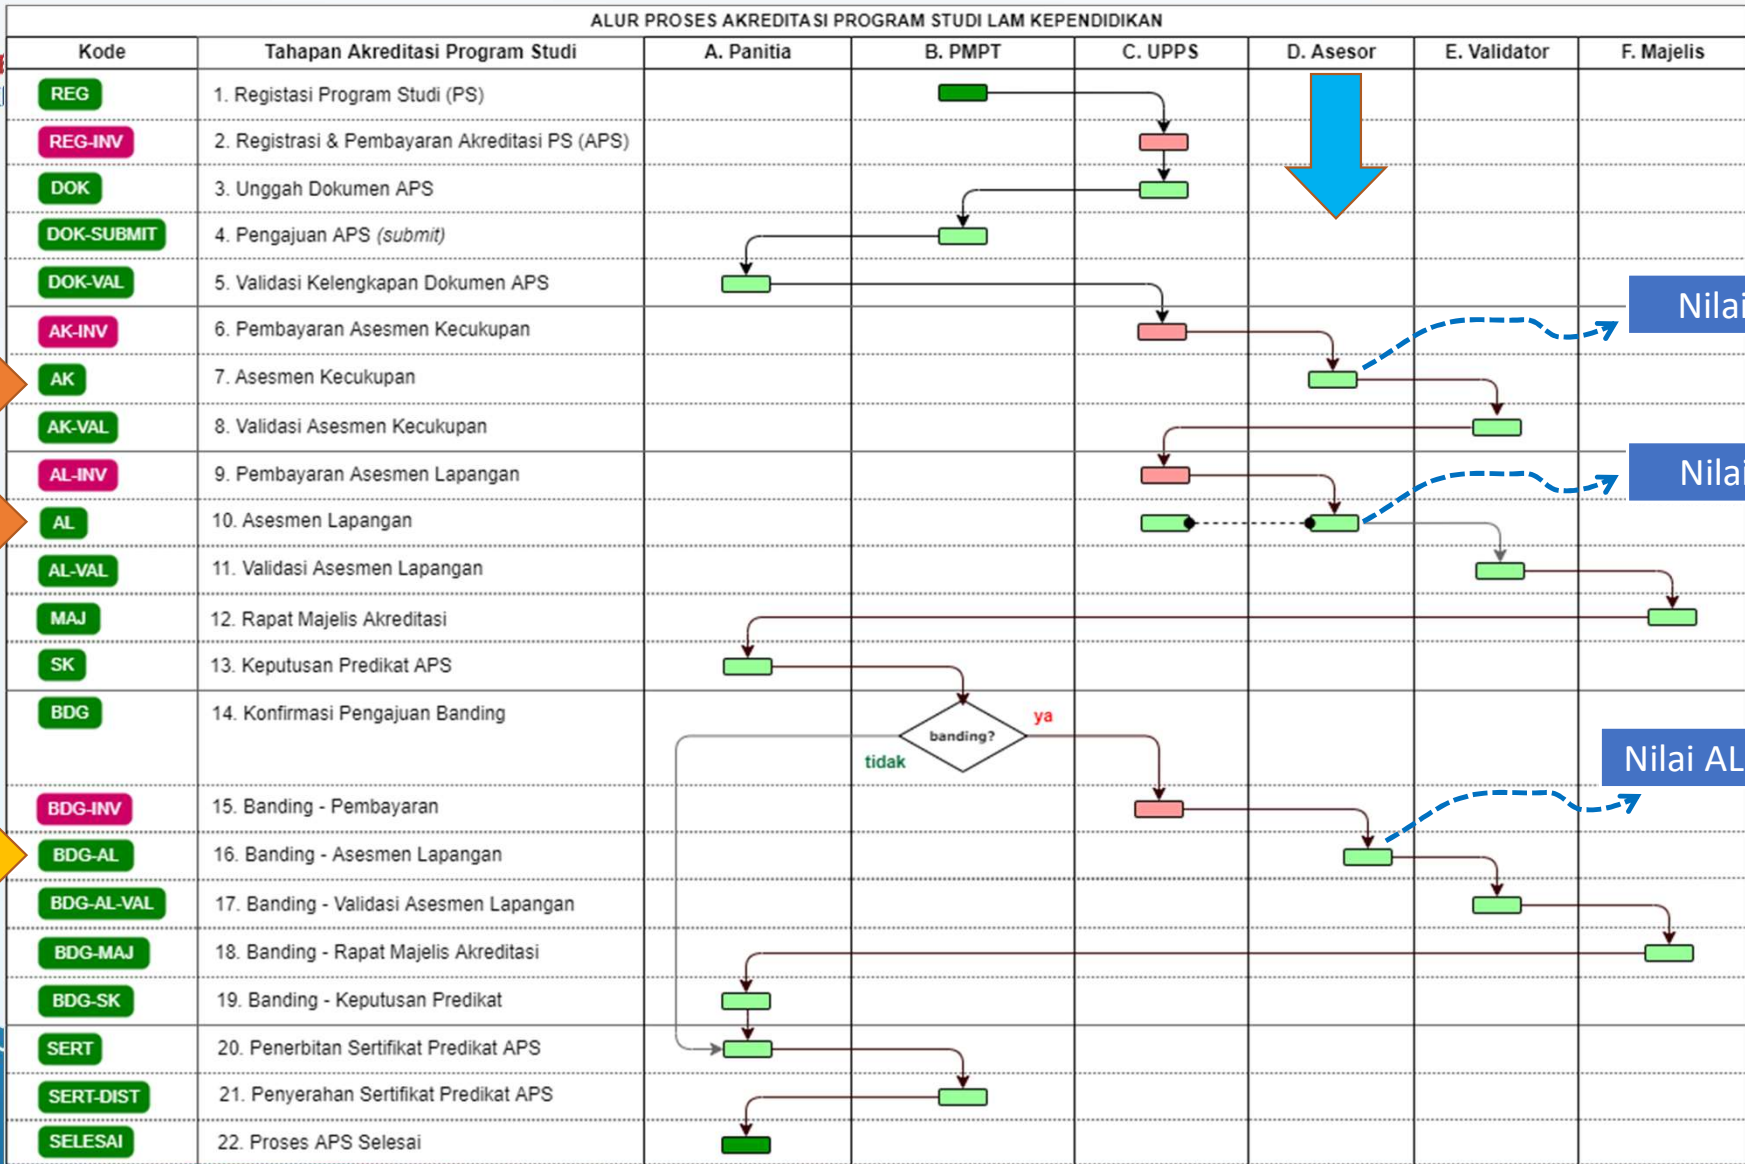 ALUR PROSES AKREDITASI PROGRAM STUDI LAM KEPENDIDIKAN
Kode Tahapan Akreditasi Program Studi A. Panitia B. PMPT C. UPPS D. Asesor E. Validator F. Majelis
REG 1. Registasi Program Studi (PS)
REG-INV 2. Registrasi & Pembayaran Akreditasi PS (APS)
DOK 3. Unggah Dokumen APS
DOK-SUBMIT 4. Pengajuan APS (submit)
DOK-VAL 5. Validasi Kelengkapan Dokumen APS
Nilai
AK-INV 6. Pembayaran Asesmen Kecukupan
AK 7. Asesmen Kecukupan
AK-VAL 8. Validasi Asesmen Kecukupan
AL-INV 9. Pembayaran Asesmen Lapangan Nilai
AL 10. Asesmen Lapangan
AL-VAL 11. Validasi Asesmen Lapangan
MAJ 12. Rapat Majelis Akreditasi
SK 13. Keputusan Predikat APS
BDG 14. Konfirmasi Pengajuan Banding ya
banding?
tidak Nilai AL
BDG-INV 15. Banding - Pembayaran
BDG-AL 16. Banding - Asesmen Lapangan
BDG-AL-VAL 17. Banding - Validasi Asesmen Lapangan
BDG-MAJ 18. Banding - Rapat Majelis Akreditasi
BDG-SK 19. Banding - Keputusan Predikat
SERT 20. Penerbitan Sertifikat Predikat APS
SERT-DIST 21. Penyerahan Sertifikat Predikat APS
SELESAI 22. Proses APS Selesai